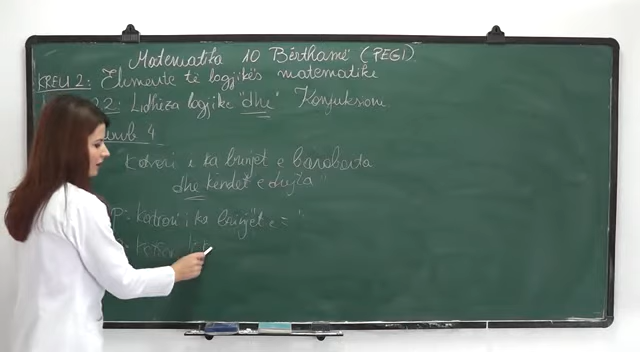 Matematika 10 Bërthamë (PEGI)
KREU 2: Elemente të logjikës matematike
2.2: Lidhëza logjike "dhe" Konjuksioni
4
"Katrori i ka brinjët e barabarta
dhe këndet e drejta"
p: Katrori i ka brinjët e = "